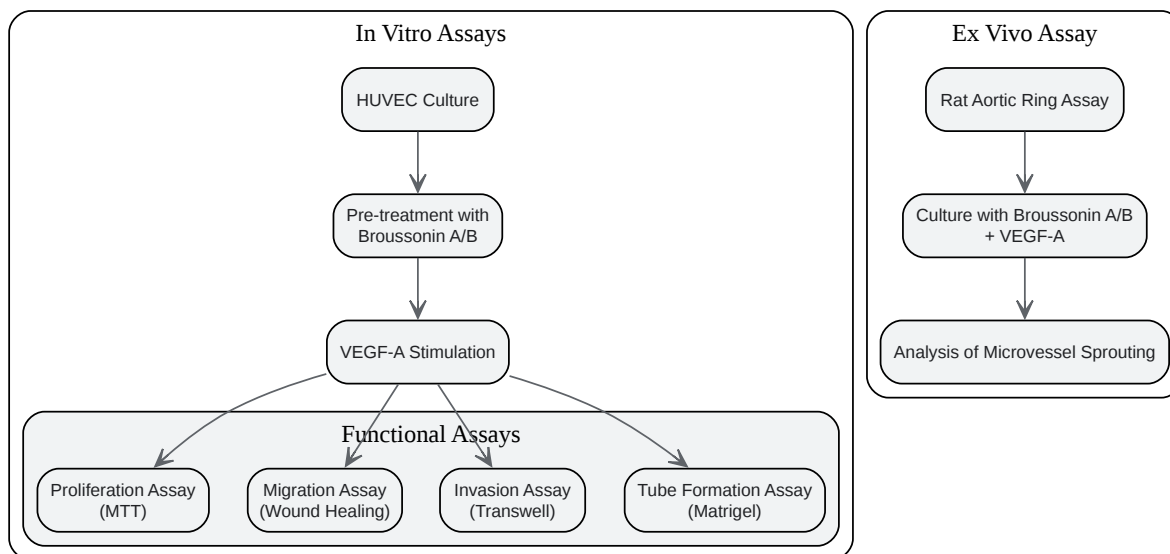 In Vitro Assays
HUVEC Culture
Pre-treatment with
Broussonin A/B
VEGF-A Stimulation
Functional Assays
Proliferation Assay
(MTT)
Migration Assay
(Wound Healing)
Invasion Assay
(Transwell)
Tube Formation Assay
(Matrigel)
Ex Vivo Assay
Rat Aortic Ring Assay
Culture with Broussonin A/B
+ VEGF-A
Analysis of Microvessel Sprouting